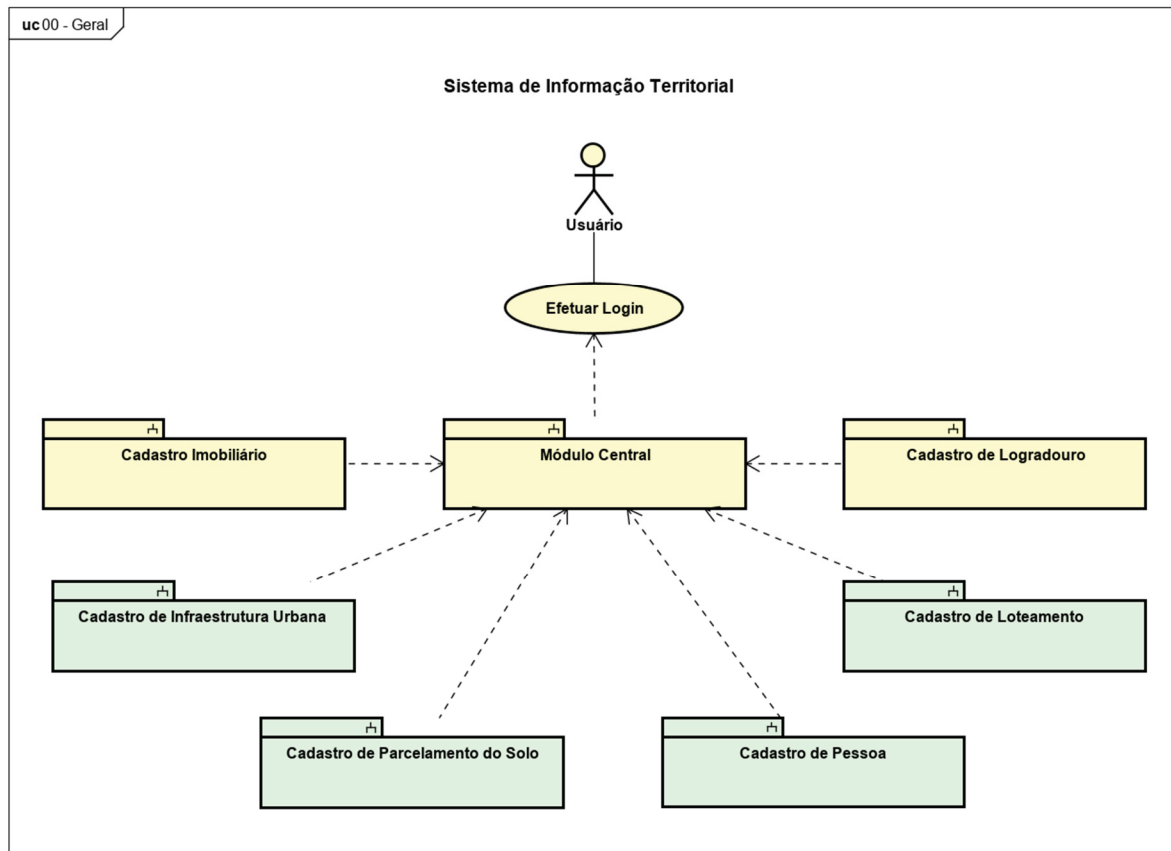 uc 00 - Geral
Sistema de Informação Territorial
Usuário
Efetuar Login
Cadastro Imobiliário
Módulo Central
Cadastro de Logradouro
Cadastro de Infraestrutura Urbana
Cadastro de Loteamento
Cadastro de Parcelamento do Solo
Cadastro de Pessoa